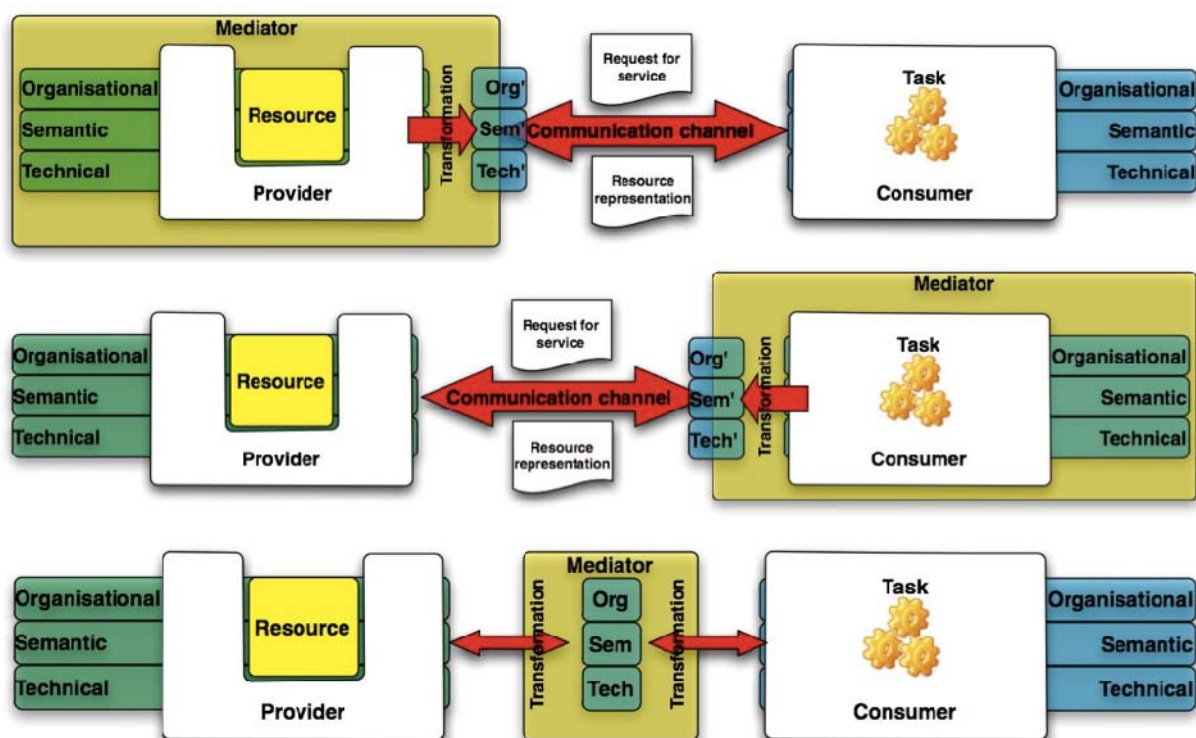 Mediator
Organisational
Semantic
Technical
Resource
Provider
Transformation
Org'
Sem'
Tech'
Request for
service
Communication channel
Resource
representation
Task
Consumer
Organisational
Semantic
Technical
Mediator
Organisational
Semantic
Technical
Resource
Provider
Request for
service
Communication channel
Resource
representation
Org'
Sem'
Tech'
Transformation
Task
Consumer
Organisational
Semantic
Technical
Organisational
Semantic
Technical
Resource
Provider
Mediator
Transformation
Org
Sem
Tech
Transformation
Task
Consumer
Organisational
Semantic
Technical